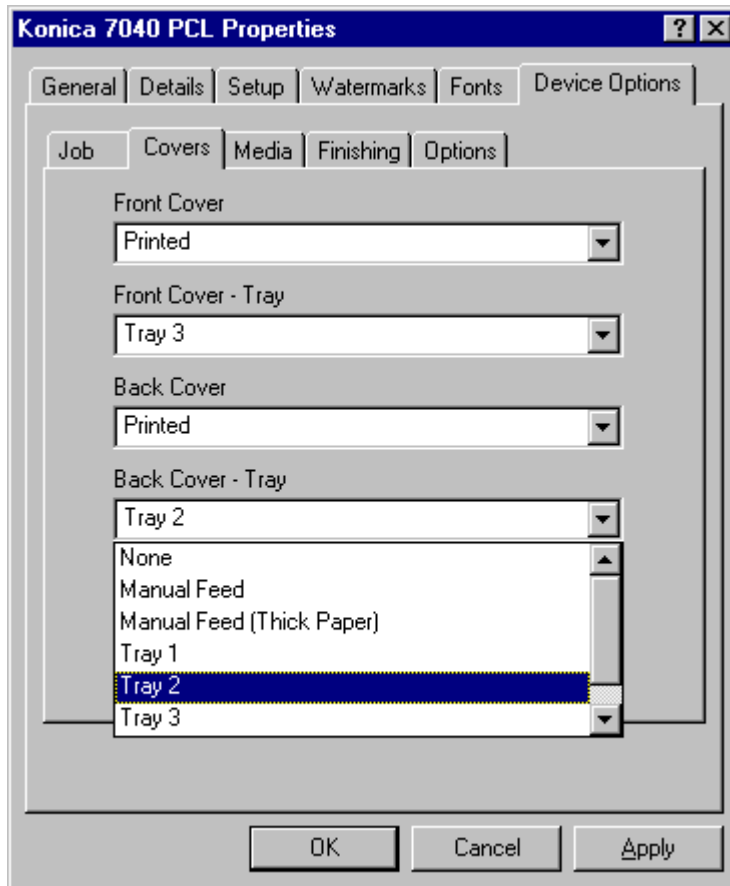 Konica 7040 PCL Properties
General Details Setup Watermarks Fonts Device Options
Job Covers Media Finishing Options
Front Cover
Printed
Front Cover - Tray
Tray 3
Back Cover
Printed
Back Cover - Tray
Tray 2
None
Manual Feed
Manual Feed (Thick Paper)
Tray 1
Tray 2
Tray 3
OK Cancel Apply